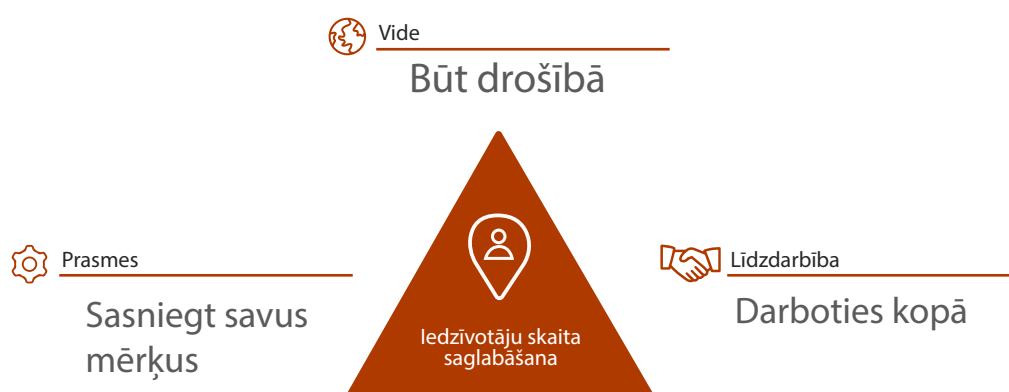 Vide
Būt drošībā
Prasmes
Sasniegt savus
mērķus
Līdzdarbība
Darboties kopā
Iedzīvotāju skaita
saglabāšana